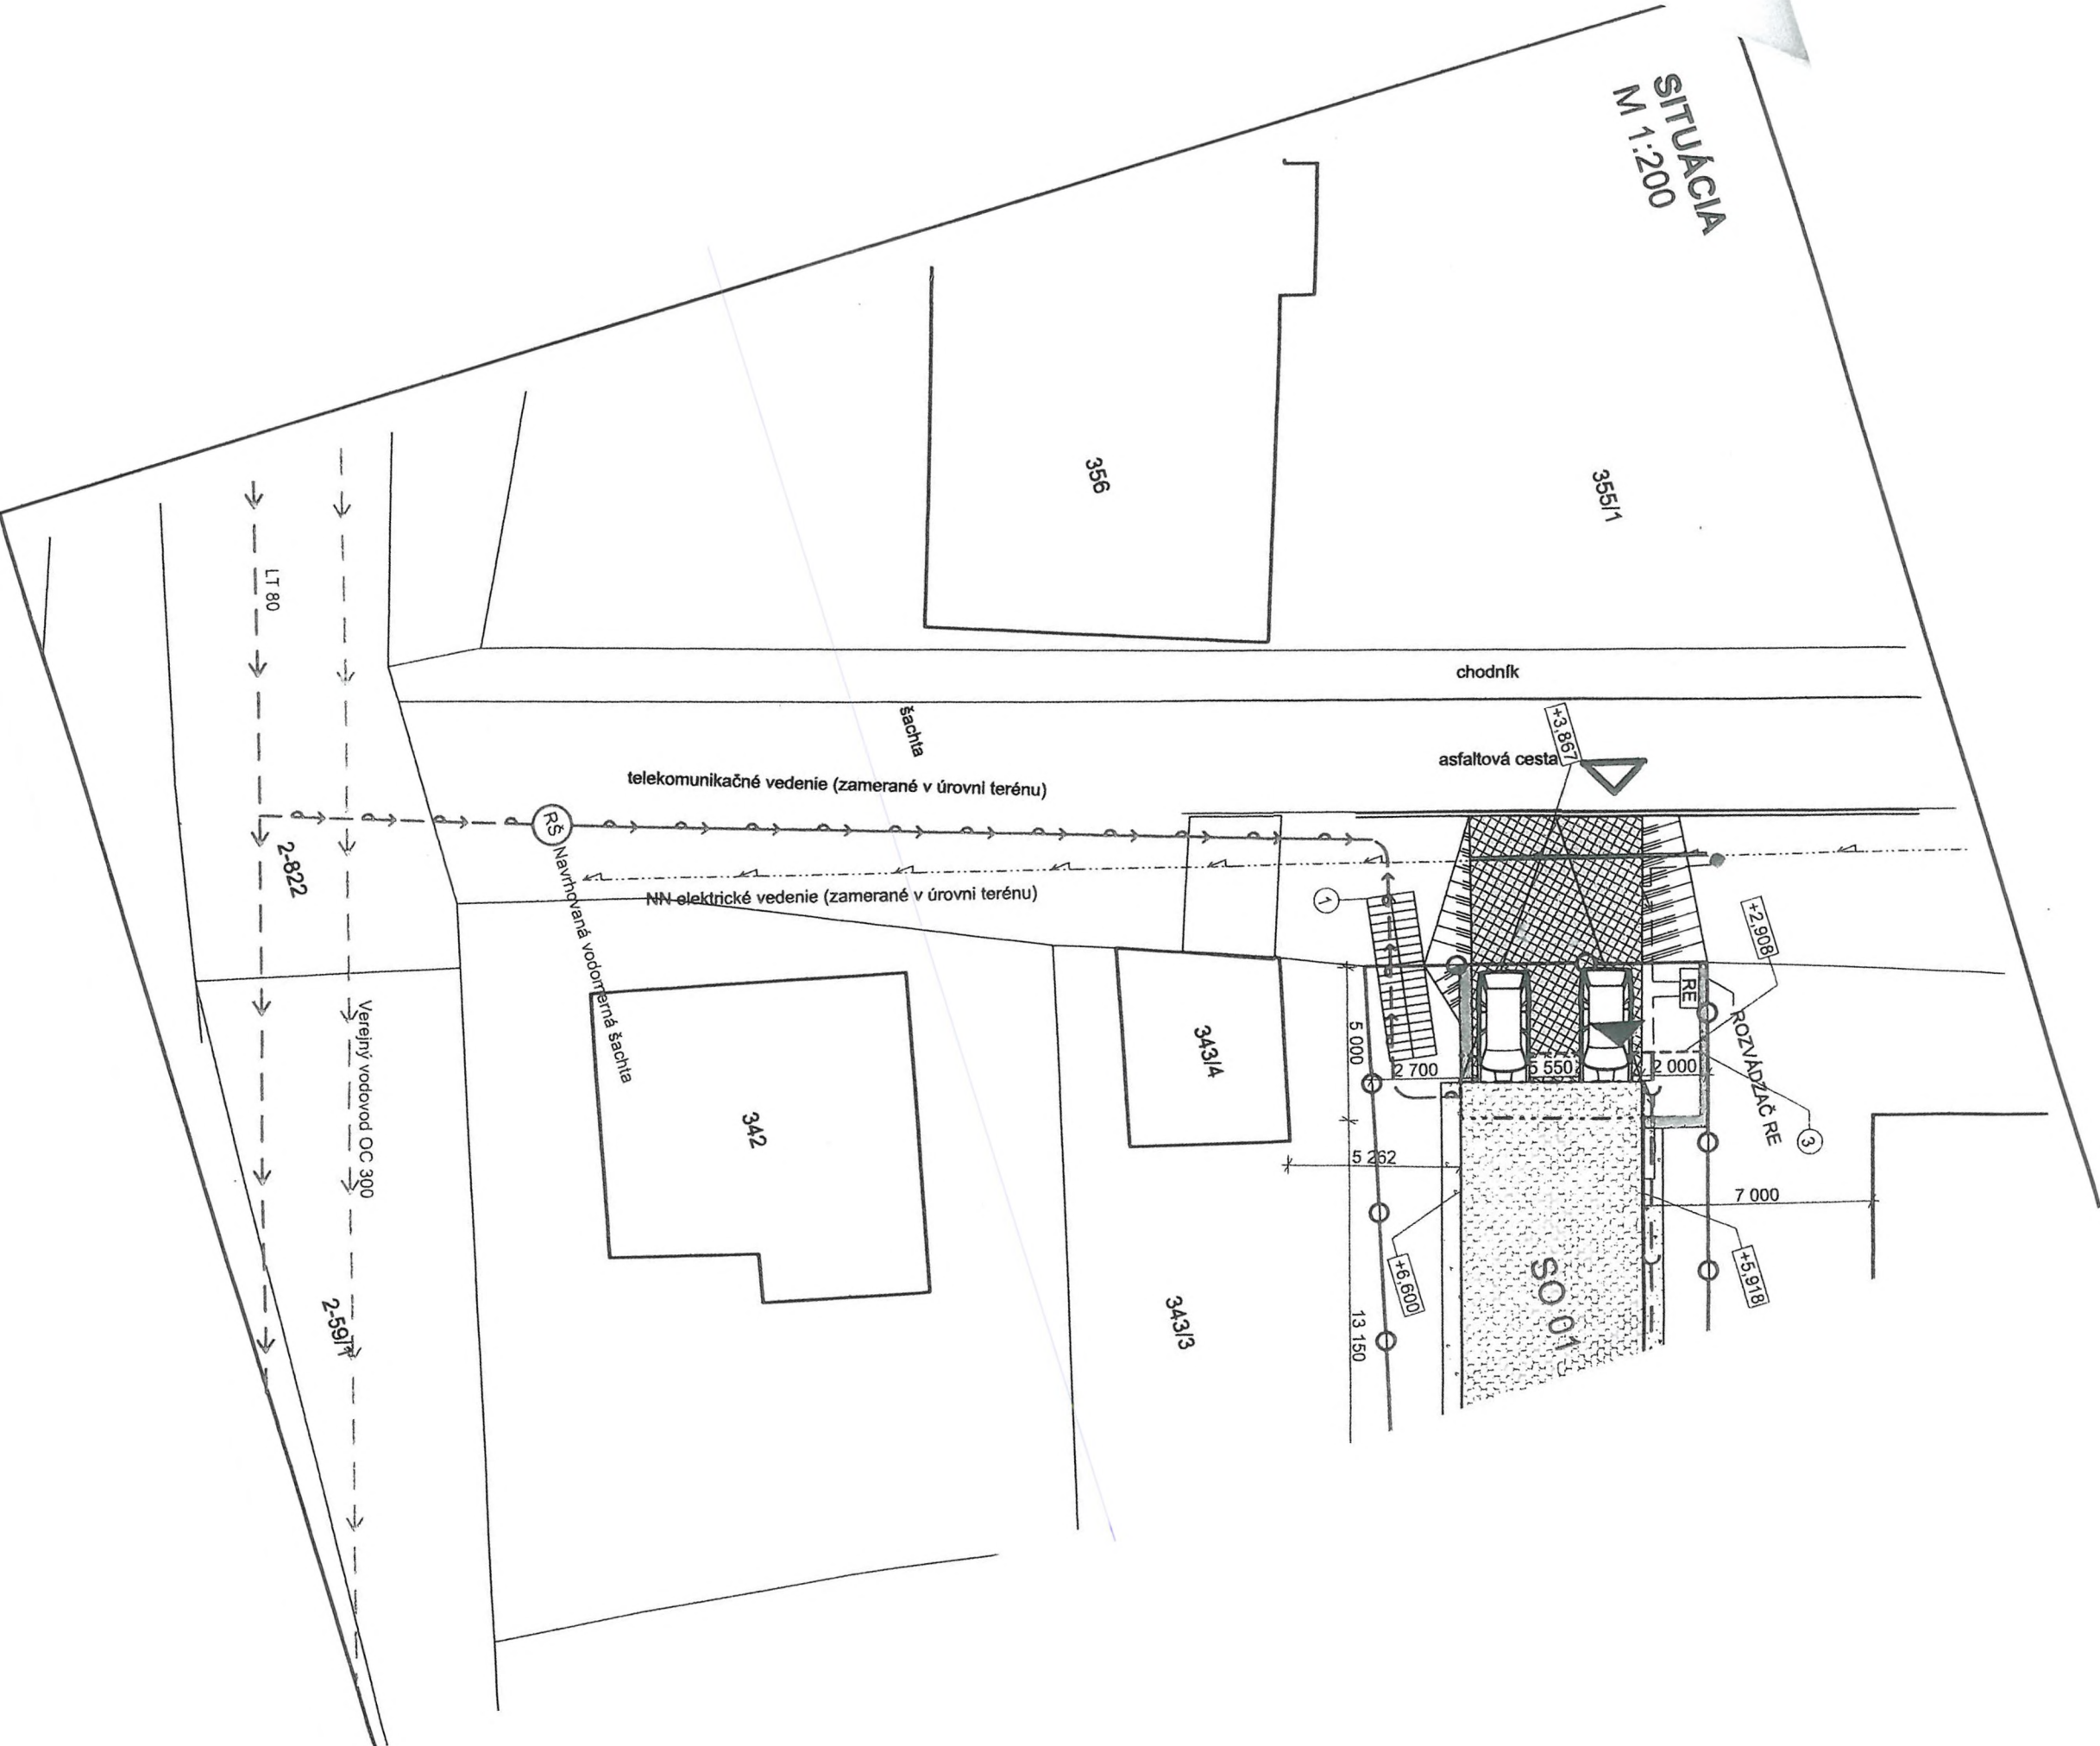 SITUÁCIA
M 1:200
356
355/1
LT 80
chodník
šachta
+3,867
asfaltová cesta
telekomunikačné vedenie (zamerané v úrovni terénu)
RŠ
2-822
Navrhovaná vodomerná šachta
NN elektrické vedenie (zamerané v úrovni terénu)
1
+2,908
RE
ROZVÁDZAČ RE
5 000
343/4
2 700
5 550
2 000
3
342
Verejný vodovod OC 300
5 262
7 000
+6,600
SO 01
+5,918
2-59/1
343/3
13 150